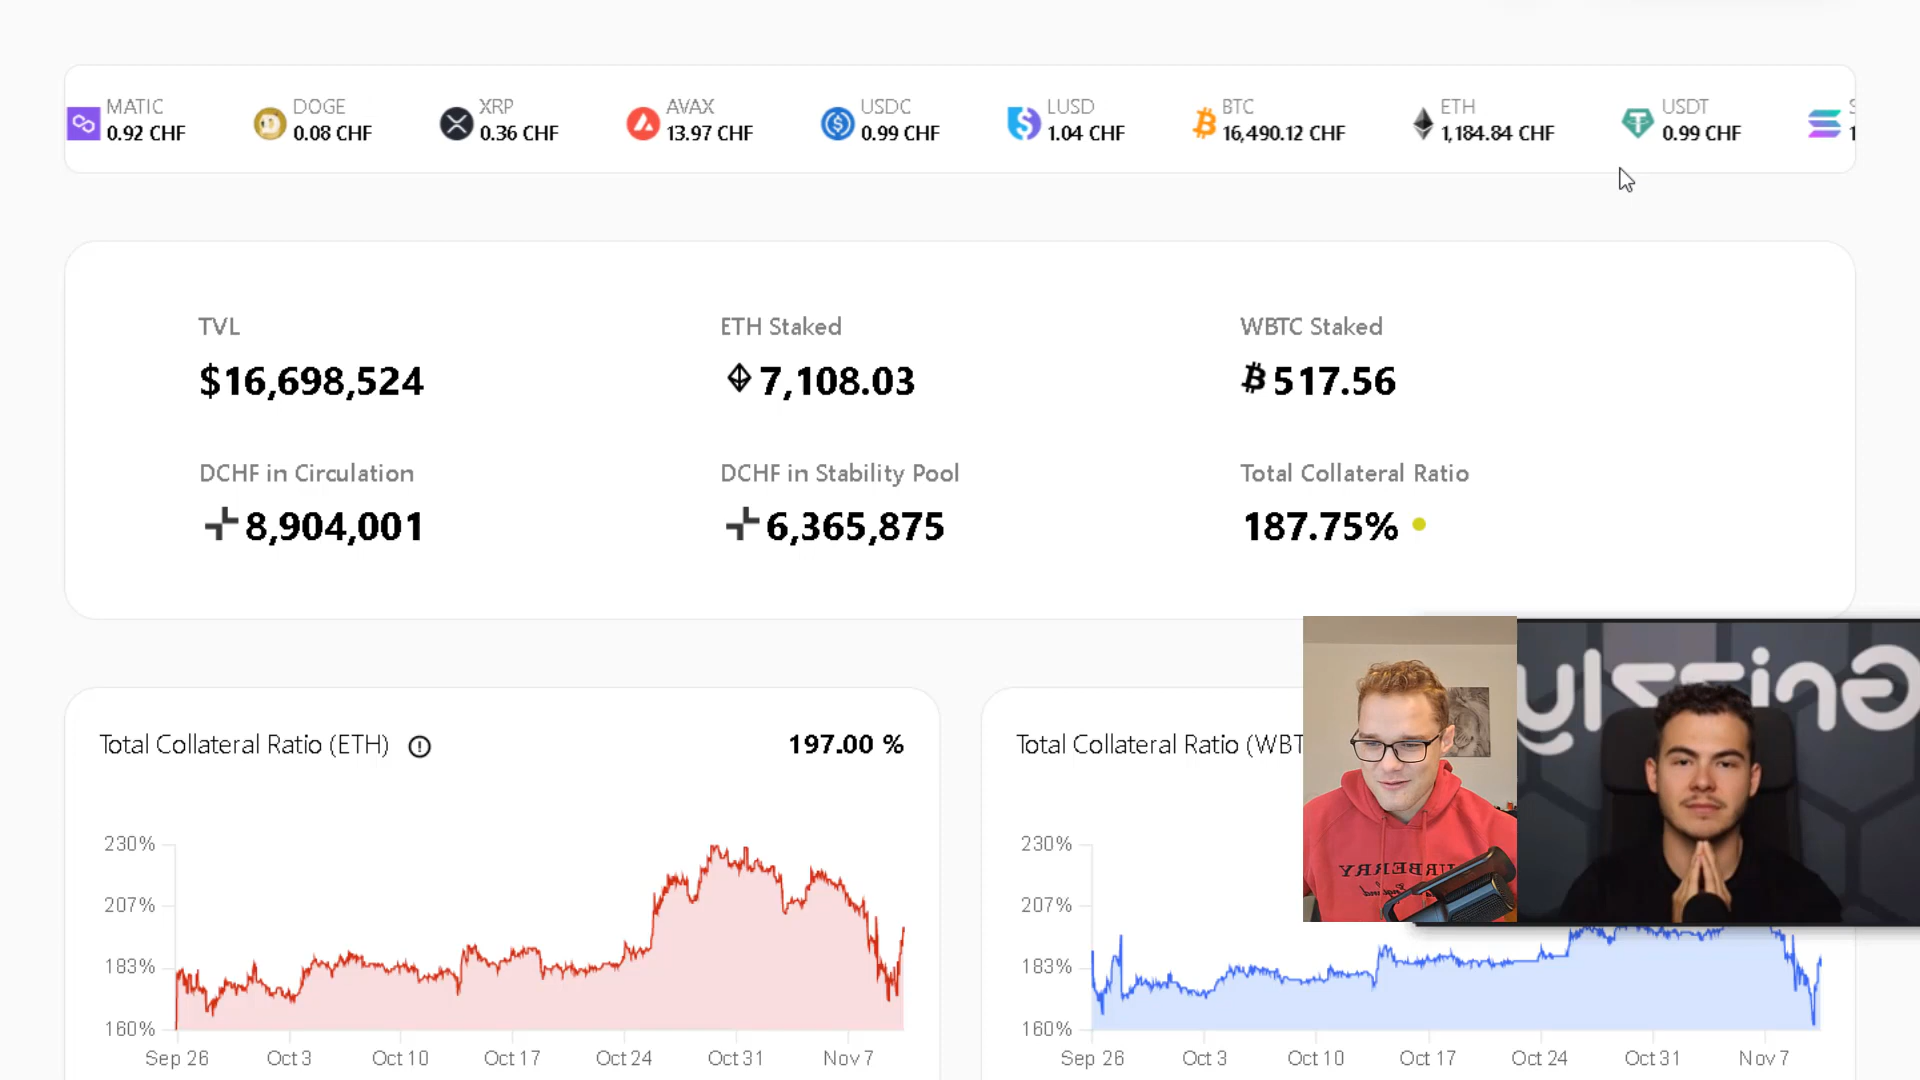 MATIC
0.92 CHF
DOGE
0.08 CHF
XRP
0.36 CHF
AVAX
13.97 CHF
USDC
0.99 CHF
LUSD
1.04 CHF
BTC
16,490.12 CHF
ETH
1,184.84 CHF
USDT
0.99 CHF
TVL
$16,698,524
ETH Staked
7,108.03
WBTC Staked
517.56
DCHF in Circulation
8,904,001
DCHF in Stability Pool
6,365,875
Total Collateral Ratio
187.75%
Total Collateral Ratio (ETH)
197.00 %
230%
207%
183%
160%
Sep 26
Oct 3
Oct 10
Oct 17
Oct 24
Oct 31
Nov 7
Total Collateral Ratio (WBT
230%
207%
183%
160%
Sep 26
Oct 3
Oct 10
Oct 17
Oct 24
Oct 31
Nov 7